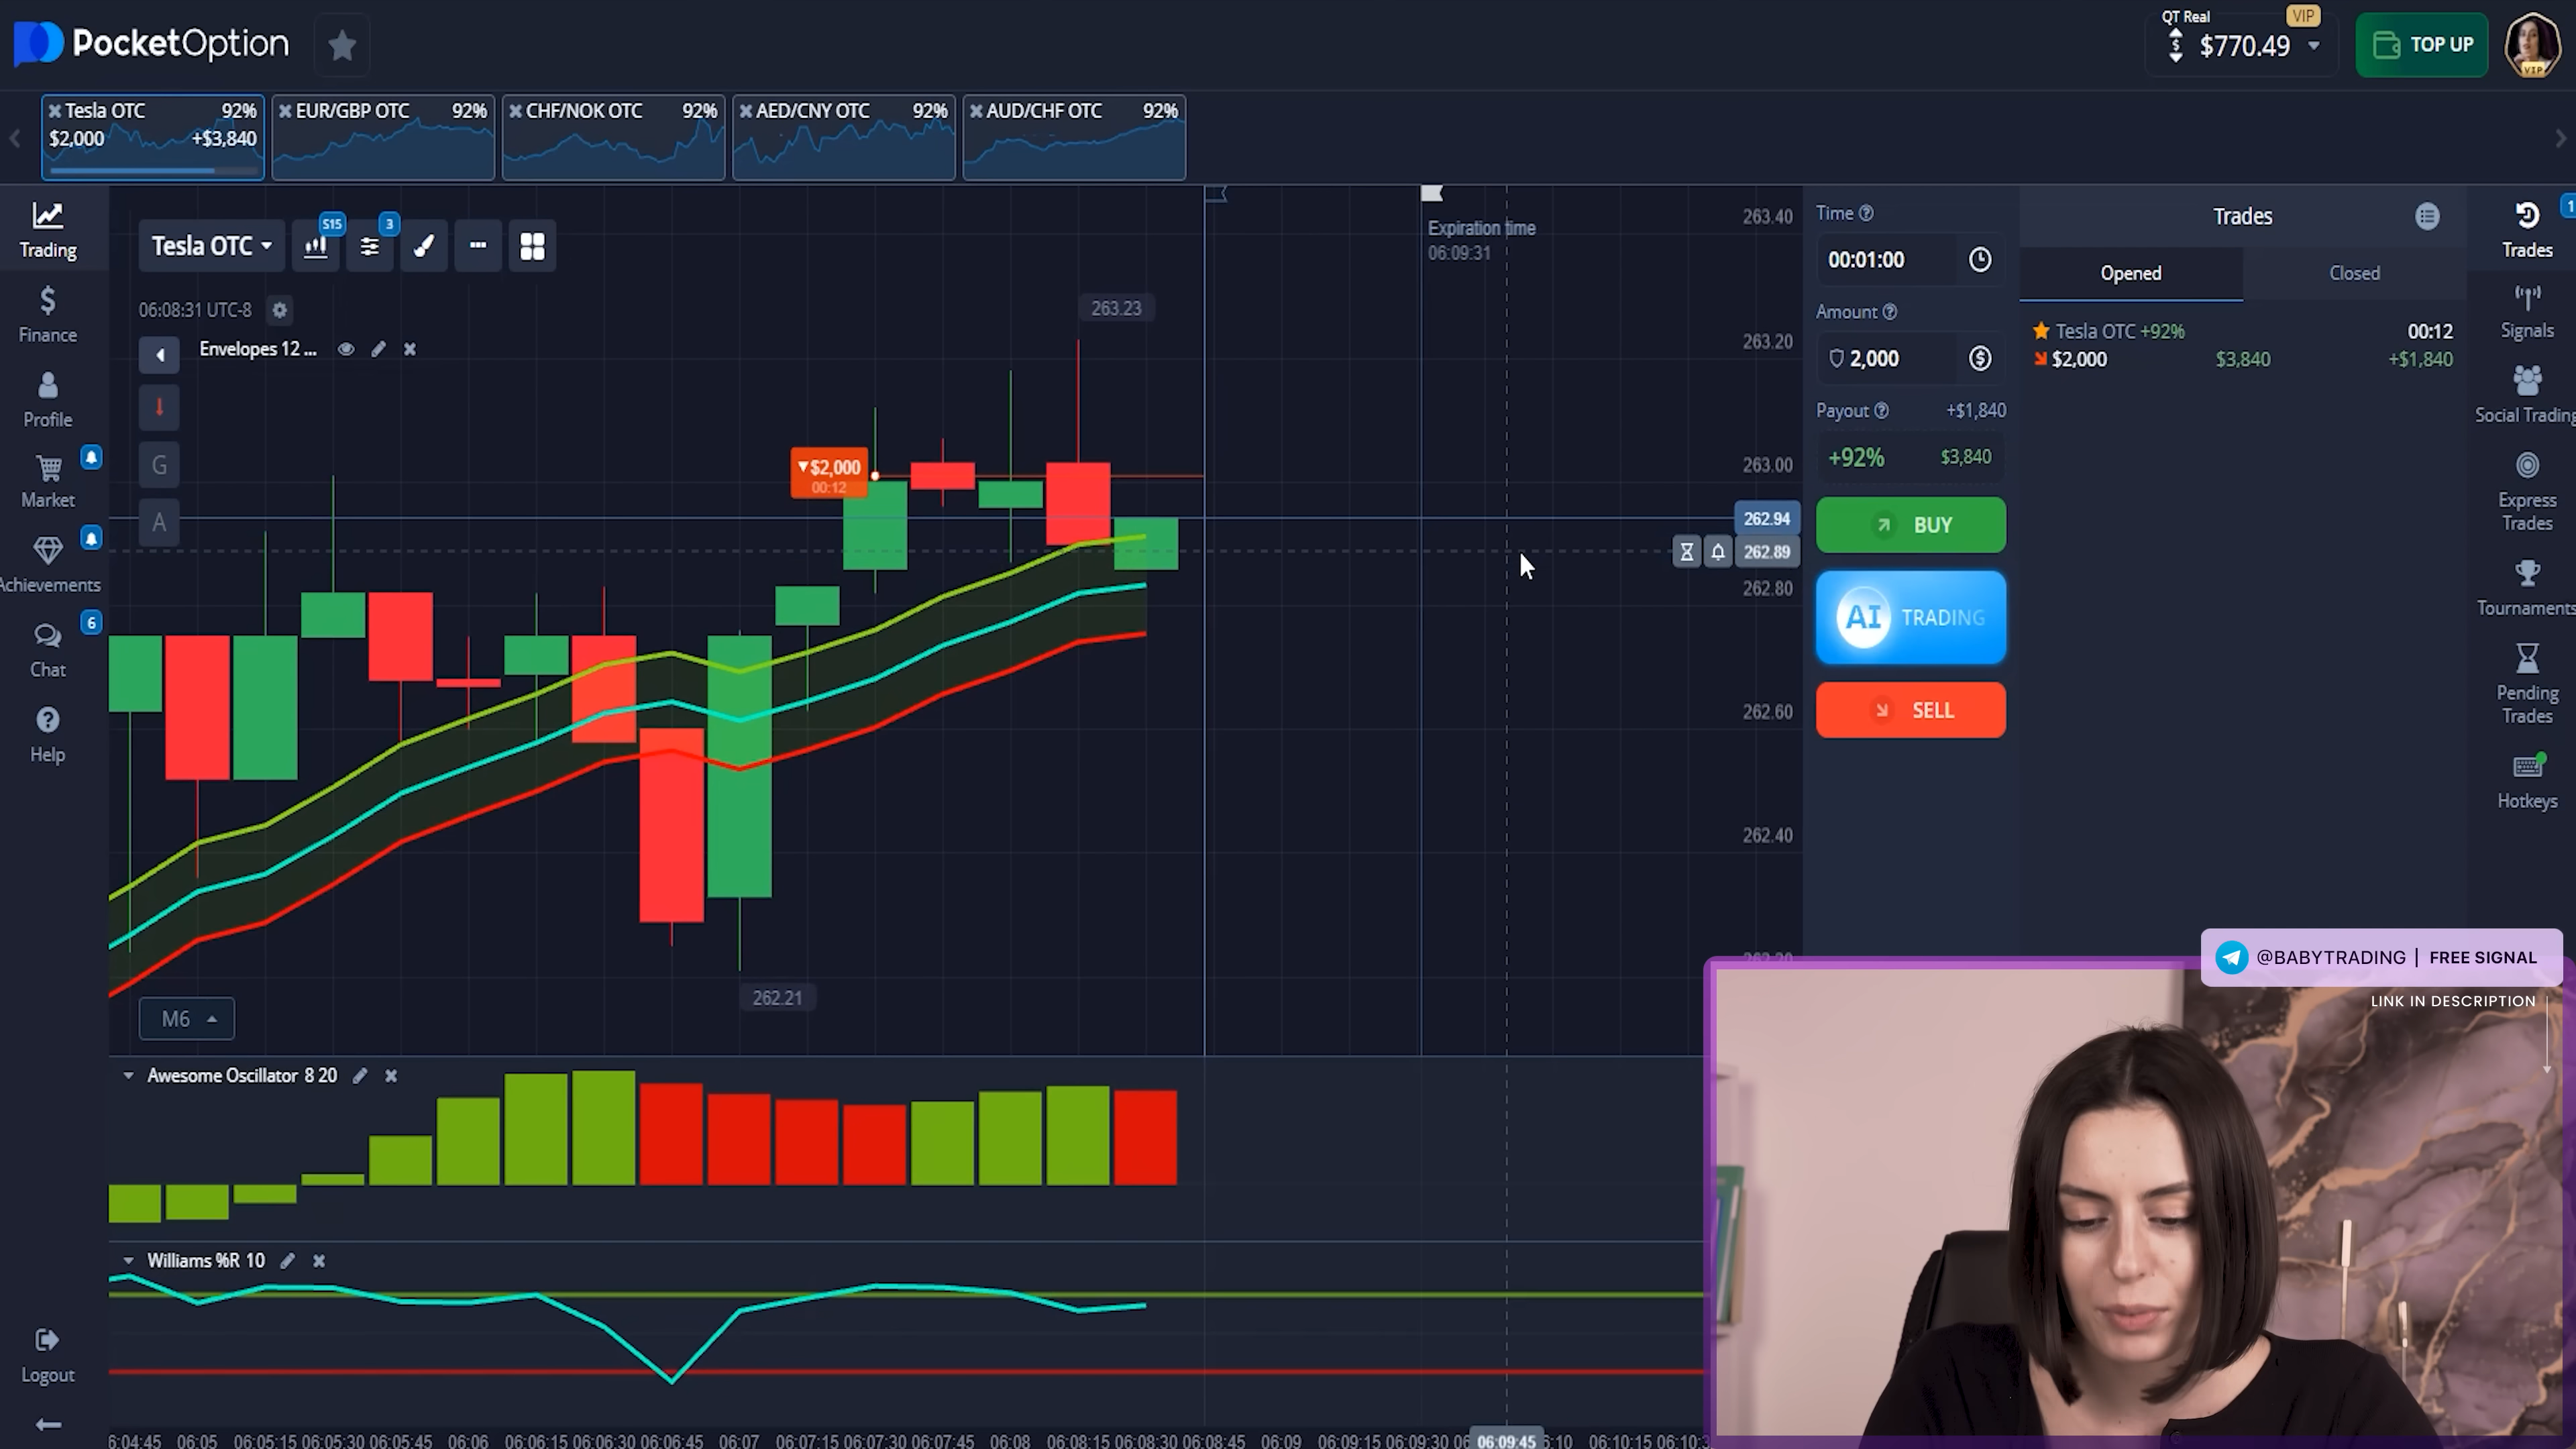 PocketOption
QT Real
VIP
$770.49
TOP UP
VIP
Tesla OTC 92%
$2,000 +$3,840
EUR/GBP OTC 92%
CHF/NOK OTC 92%
AED/CNY OTC 92%
AUD/CHF OTC 92%
Trading
Finance
Profile
Market
Achievements
Chat
6
Help
Logout
Tesla OTC
S15
3
06:08:31 UTC-8
Envelopes 12 ...
G
A
Expiration time
06:09:31
263.23
▼$2,000
00:12
262.21
M6
263.40
263.20
263.00
262.94
262.89
262.80
262.60
262.40
Awesome Oscillator 8 20
Williams %R 10
6:04:45 06:05 06:05:15 06:05:30 06:05:45 06:06 06:06:15 06:06:30 06:06:45 06:07 06:07:15 06:07:30 06:07:45 06:08 06:08:15 06:08:30 06:08:45 06:09 06:09:15 06:09:30 06:09:45 06:10:15
Time
00:01:00
Amount
2,000
Payout +$1,840
+92% $3,840
BUY
AI TRADING
SELL
Trades
Opened Closed
Tesla OTC +92% 00:12
$2,000 $3,840 +$1,840
1
Trades
Signals
Social Trading
Express
Trades
Tournaments
Pending
Trades
Hotkeys
@BABYTRADING | FREE SIGNAL
LINK IN DESCRIPTION